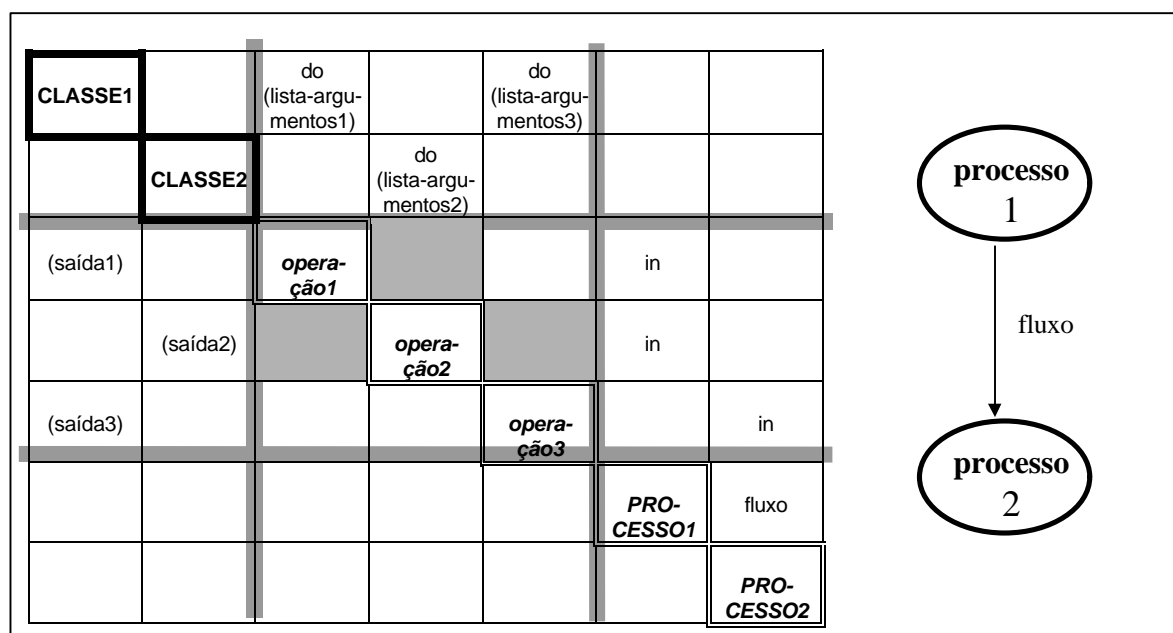 CLASSE1
do
(lista-argu-
mentos1)
do
(lista-argu-
mentos3)
CLASSE2
do
(lista-argu-
mentos2)
(saída1)
opera-
ção1
in
(saída2)
opera-
ção2
in
(saída3)
opera-
ção3
in
PRO-
CESSO1
fluxo
PRO-
CESSO2
processo
1
fluxo
processo
2